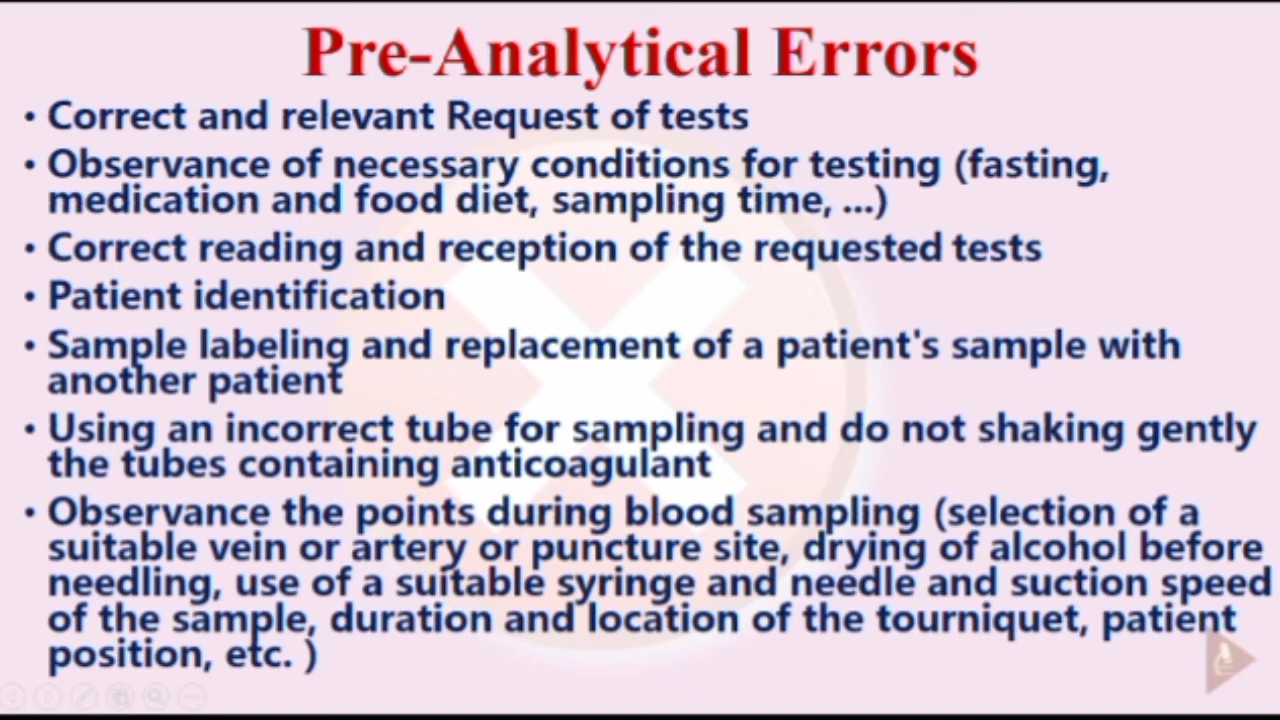 Pre-Analytical Errors
• Correct and relevant Request of tests
• Observance of necessary conditions for testing (fasting,
medication and food diet, sampling time, ...)
• Correct reading and reception of the requested tests
• Patient identification
• Sample labeling and replacement of a patient's sample with
another patient
• Using an incorrect tube for sampling and do not shaking gently
the tubes containing anticoagulant
• Observance the points during blood sampling (selection of a
suitable vein or artery or puncture site, drying of alcohol before
needling, use of a suitable syringe and needle and suction speed
of the sample, duration and location of the tourniquet, patient
position, etc. )